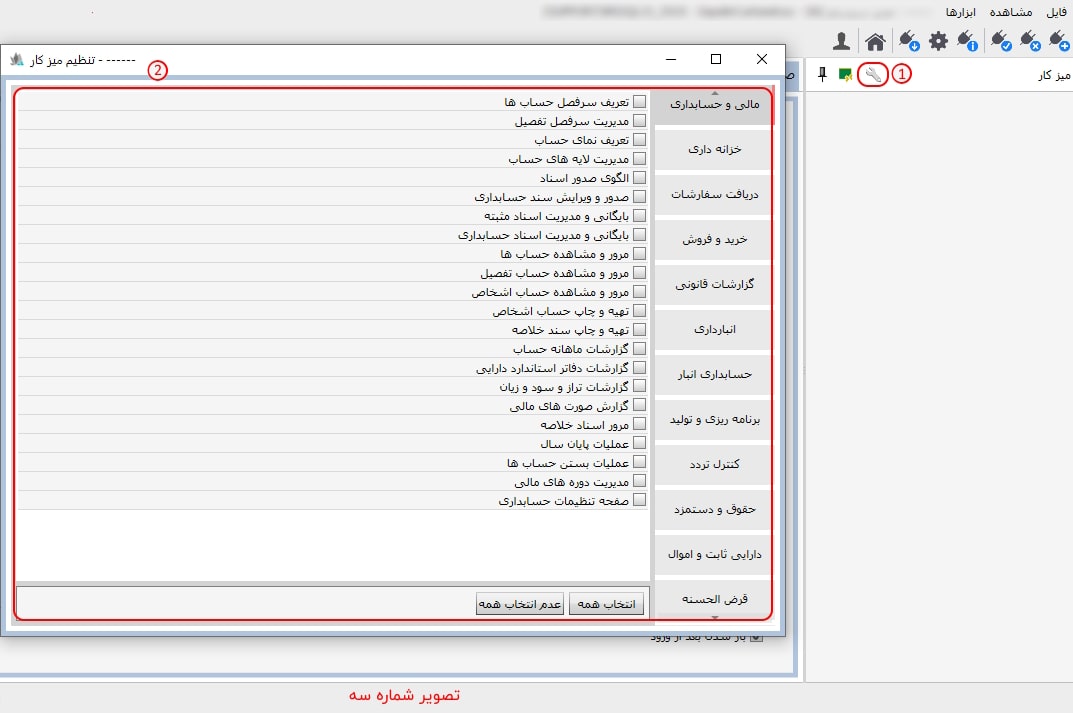 فایل مشاهده ابزارها
میز کار
1
تنظیم میز کار - ------
2
مالی و حسابداری
خزانه داری
دریافت سفارشات
خرید و فروش
گزارشات قانونی
انبارداری
حسابداری انبار
برنامه ریزی و تولید
کنترل تردد
حقوق و دستمزد
دارایی ثابت و اموال
قرض الحسنه
تعریف سرفصل حساب ها
مدیریت سرفصل تفصیل
تعریف نمای حساب
مدیریت لایه های حساب
الگوی صدور اسناد
صدور و ویرایش سند حسابداری
بایگانی و مدیریت اسناد مثبته
بایگانی و مدیریت اسناد حسابداری
مرور و مشاهده حساب ها
مرور و مشاهده حساب تفصیل
مرور و مشاهده حساب اشخاص
تهیه و چاپ حساب اشخاص
تهیه و چاپ سند خلاصه
گزارشات ماهانه حساب
گزارشات دفاتر استاندارد دارایی
گزارشات تراز و سود و زیان
گزارش صورت های مالی
مرور اسناد خلاصه
عملیات پایان سال
عملیات بستن حساب ها
مدیریت دوره های مالی
صفحه تنظیمات حسابداری
انتخاب همه
عدم انتخاب همه
باز شدن بعد از ورود
تصویر شماره سه